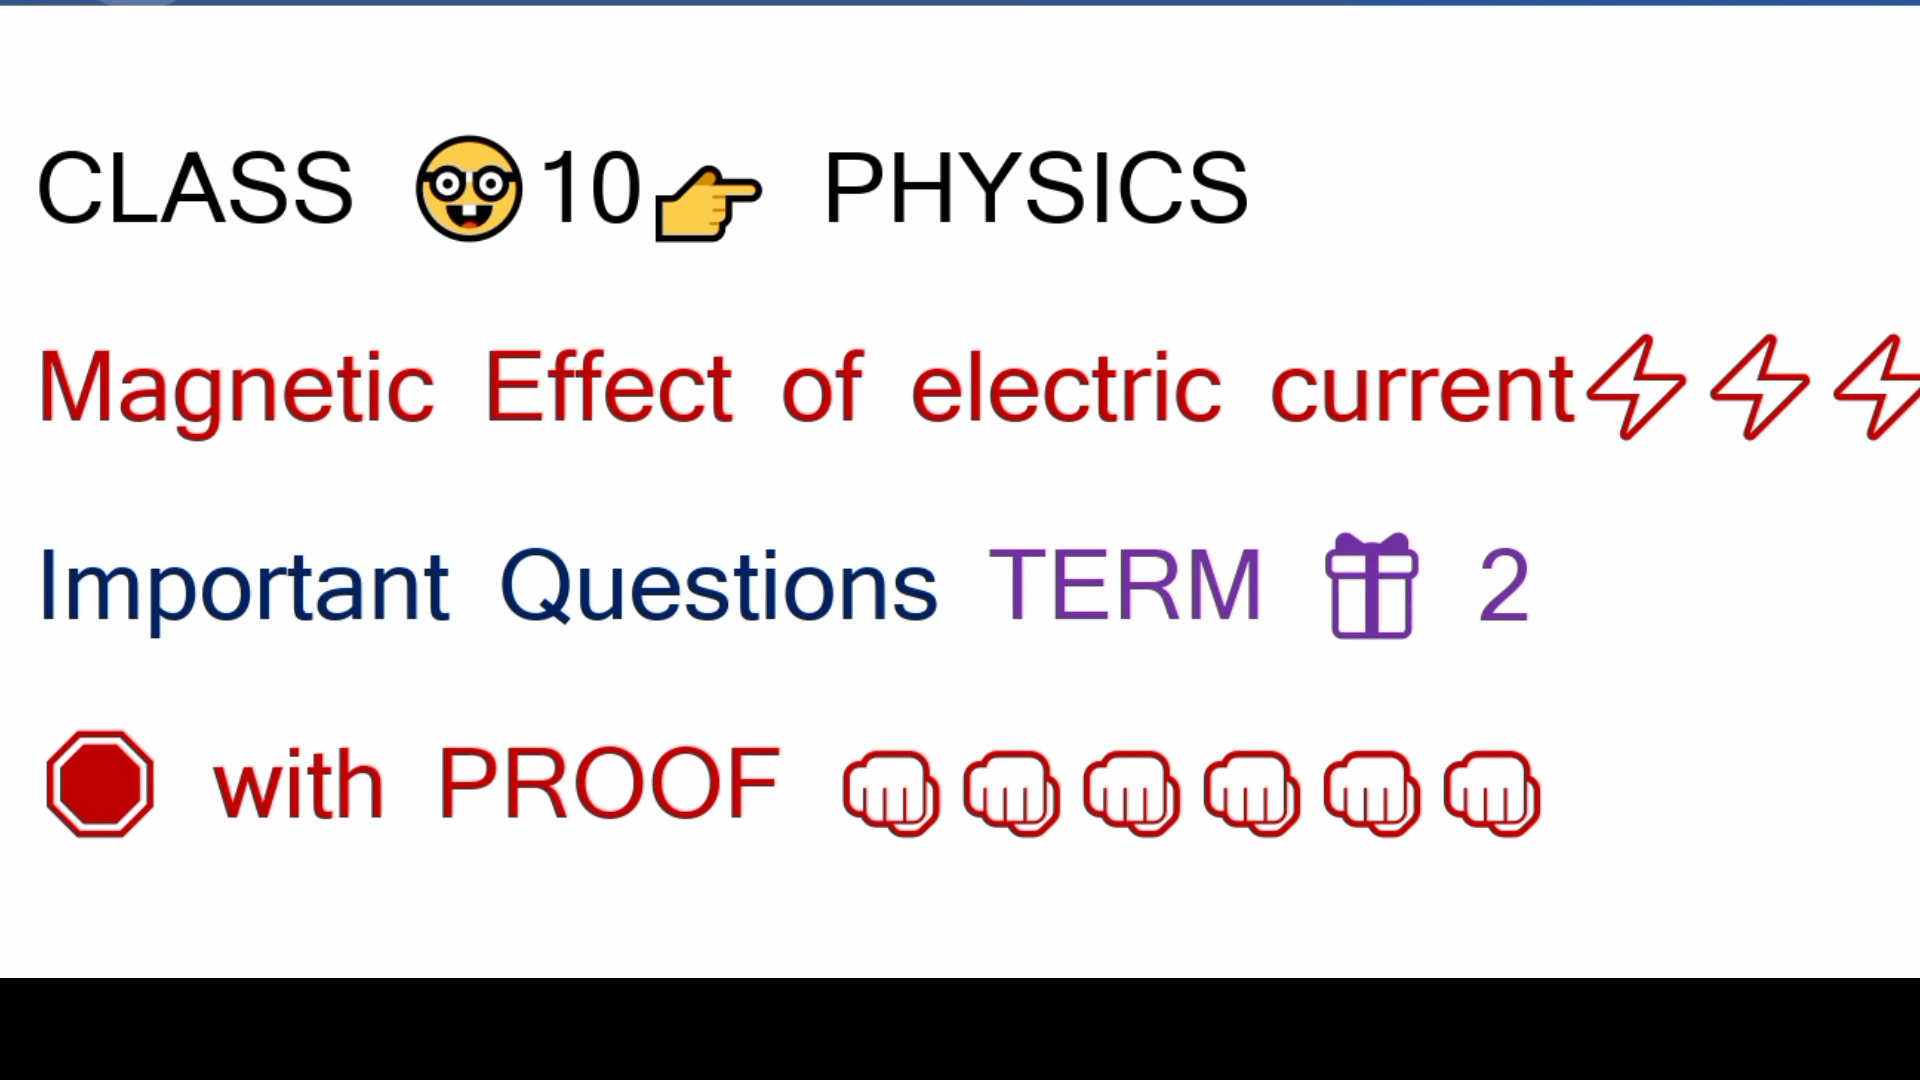 CLASS 🤓10👉 PHYSICS
Magnetic Effect of electric current⚡⚡⚡
Important Questions TERM 🎁 2
🛑 with PROOF 👊👊👊👊👊👊